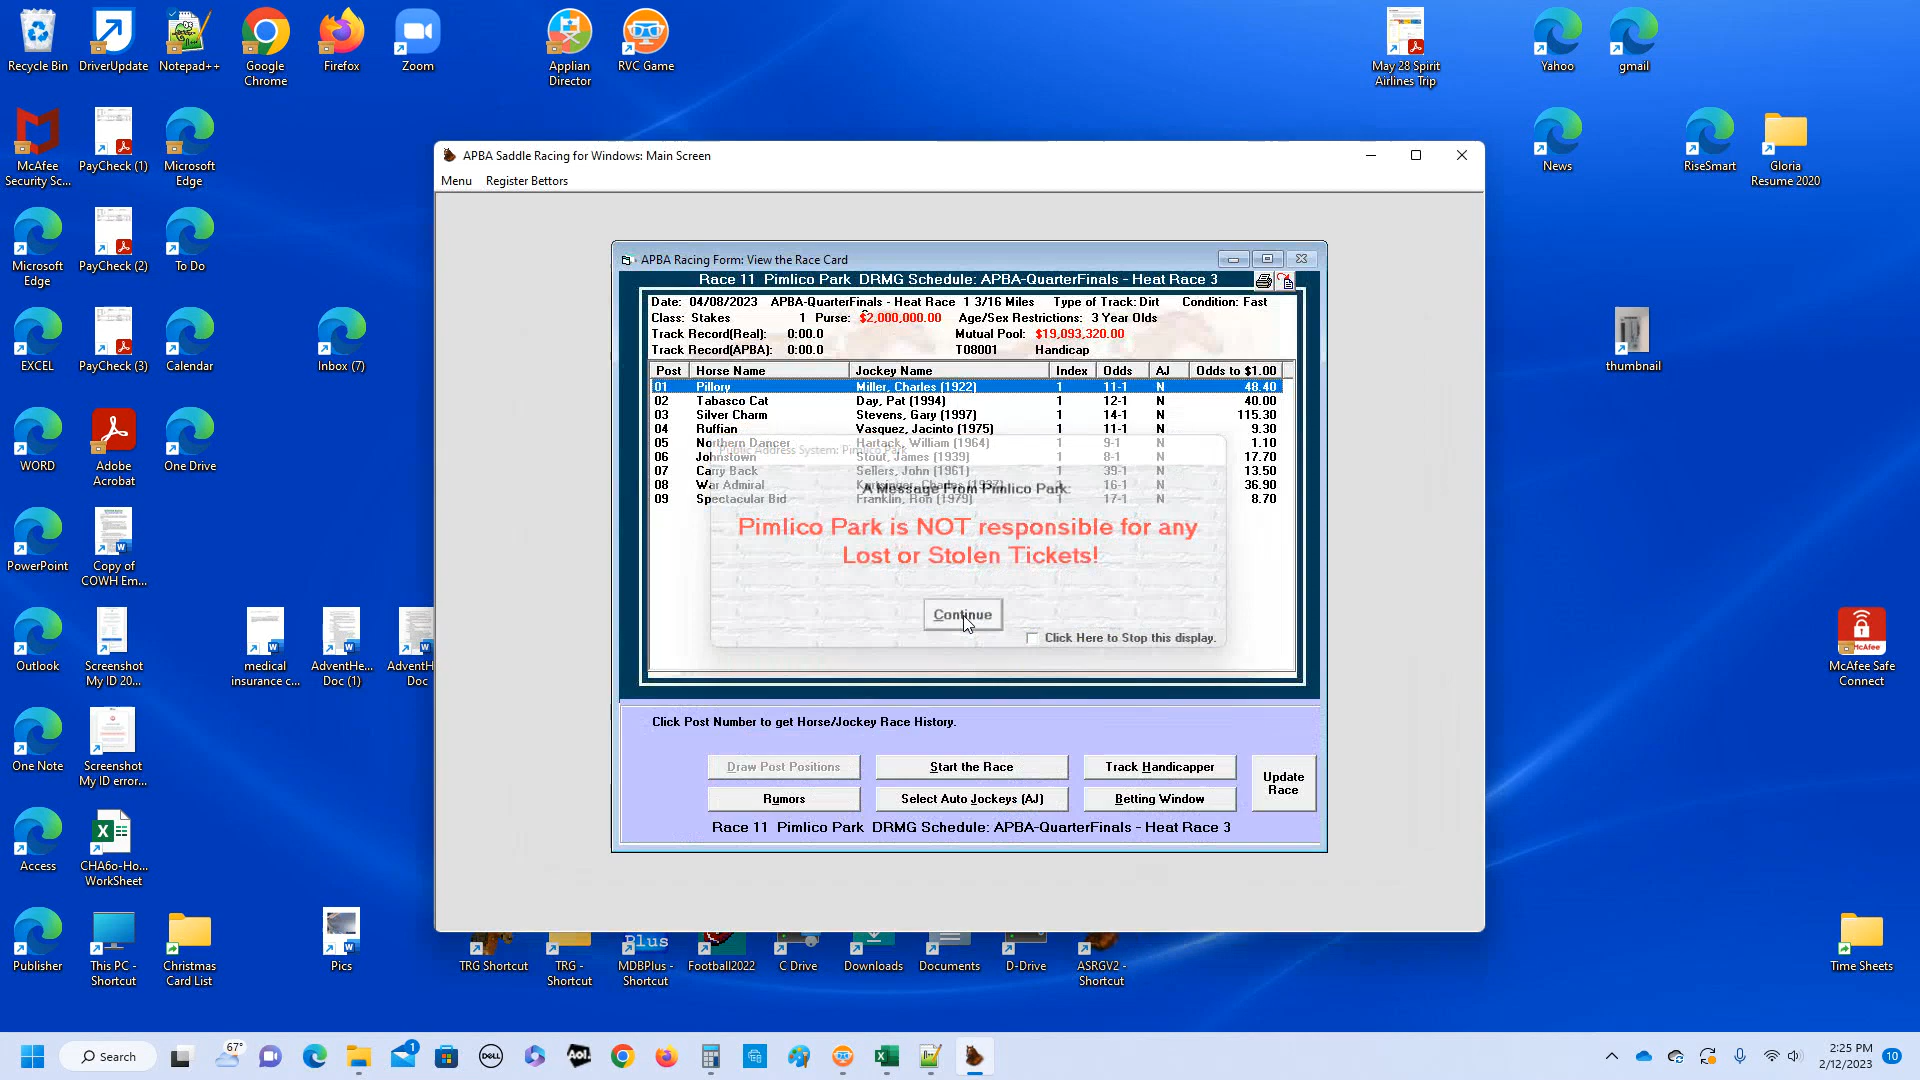 Recycle Bin
DriverUpdate
Notepad++
Google Chrome
Firefox
Zoom
Applian Director
RVC Game
May 28 Spirit Airlines Trip
Yahoo
gmail
McAfee Security Sc...
PayCheck (1)
Microsoft Edge
News
RiseSmart
Gloria Resume 2020
Microsoft Edge
PayCheck (2)
To Do
EXCEL
PayCheck (3)
Calendar
Inbox (7)
thumbnail
WORD
Adobe Acrobat
One Drive
PowerPoint
Copy of COWH Em...
Outlook
Screenshot My ID 20...
medical insurance c...
AdventHe... Doc (1)
AdventH Doc
McAfee Safe Connect
One Note
Screenshot My ID error...
Access
CHA6o-Ho... WorkSheet
Publisher
This PC - Shortcut
Christmas Card List
Pics
TRG Shortcut
TRG - Shortcut
Plus
MDBPlus - Shortcut
Football2022
C Drive
Downloads
Documents
D-Drive
ASRGV2 - Shortcut
Time Sheets
APBA Saddle Racing for Windows: Main Screen
Menu Register Bettors
APBA Racing Form: View the Race Card
Race 11 Pimlico Park DRMG Schedule: APBA-QuarterFinals - Heat Race 3
Date: 04/08/2023 APBA-QuarterFinals - Heat Race 1 3/16 Miles Type of Track: Dirt Condition: Fast
Class: Stakes 1 Purse: $2,000,000.00 Age/Sex Restrictions: 3 Year Olds
Track Record(Real): 0:00.0 Mutual Pool: $19,093,320.00
Track Record(APBA): 0:00.0 T08001 Handicap
Post Horse Name Jockey Name Index Odds AJ Odds to $1.00
01 Pillory Miller, Charles (1922) 1 11-1 N 48.40
02 Tabasco Cat Day, Pat (1994) 1 12-1 N 40.00
03 Silver Charm Stevens, Gary (1997) 1 14-1 N 115.30
04 Ruffian Vasquez, Jacinto (1975) 1 11-1 N 9.30
05 Northern Dancer Hartack, William (1964) 1 9-1 N 1.10
06 Johnstown Stout, James (1939) 1 8-1 N 17.70
07 Carry Back Sellers, John (1961) 1 39-1 N 13.50
08 War Admiral Kurtsinger, Charles (1937) 16-1 N 36.90
09 Spectacular Bid Franklin, Ron (1979) 1 17-1 N 8.70
Public Address System: Pimlico Park
A Message From Pimlico Park:
Pimlico Park is NOT responsible for any
Lost or Stolen Tickets!
Continue
Click Here to Stop this display.
Click Post Number to get Horse/Jockey Race History.
Draw Post Positions Start the Race Track Handicapper Update Race
Rumors Select Auto Jockeys (AJ) Betting Window
Race 11 Pimlico Park DRMG Schedule: APBA-QuarterFinals - Heat Race 3
Search
67°
1
DELL
Aol.
2:25 PM
2/12/2023
10